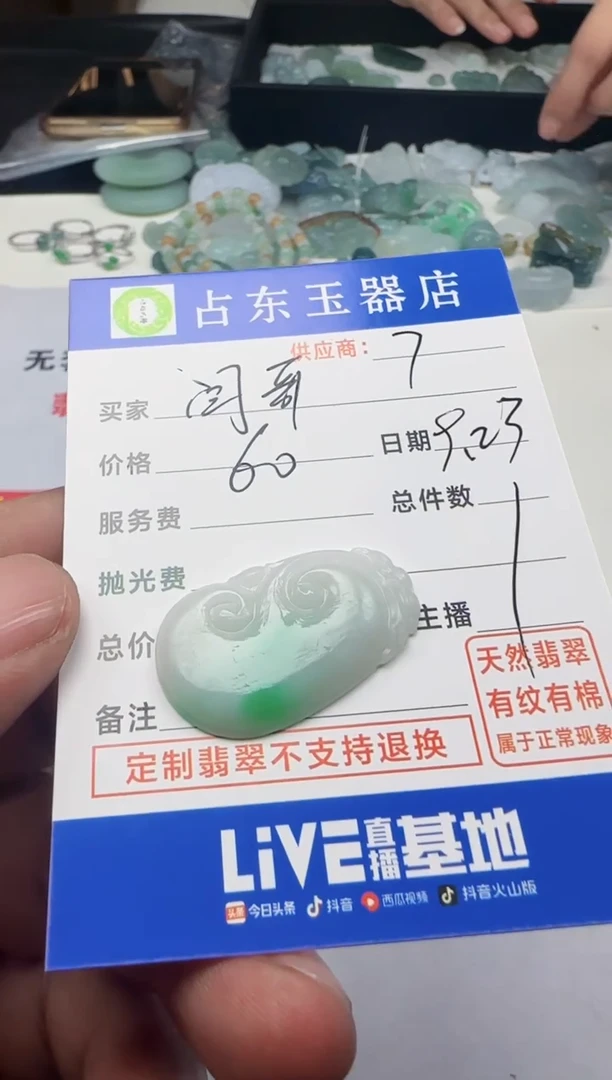 占东玉器店
供应商： 7
买家 闫哥
价格 60
日期 9.23
服务费
总件数 1
抛光费
主播
总价
天然翡翠
有纹有棉
属于正常现象
备注
定制翡翠不支持退换
LiVE直播基地
头条 今日头条 抖音 西瓜视频 抖音火山版
无